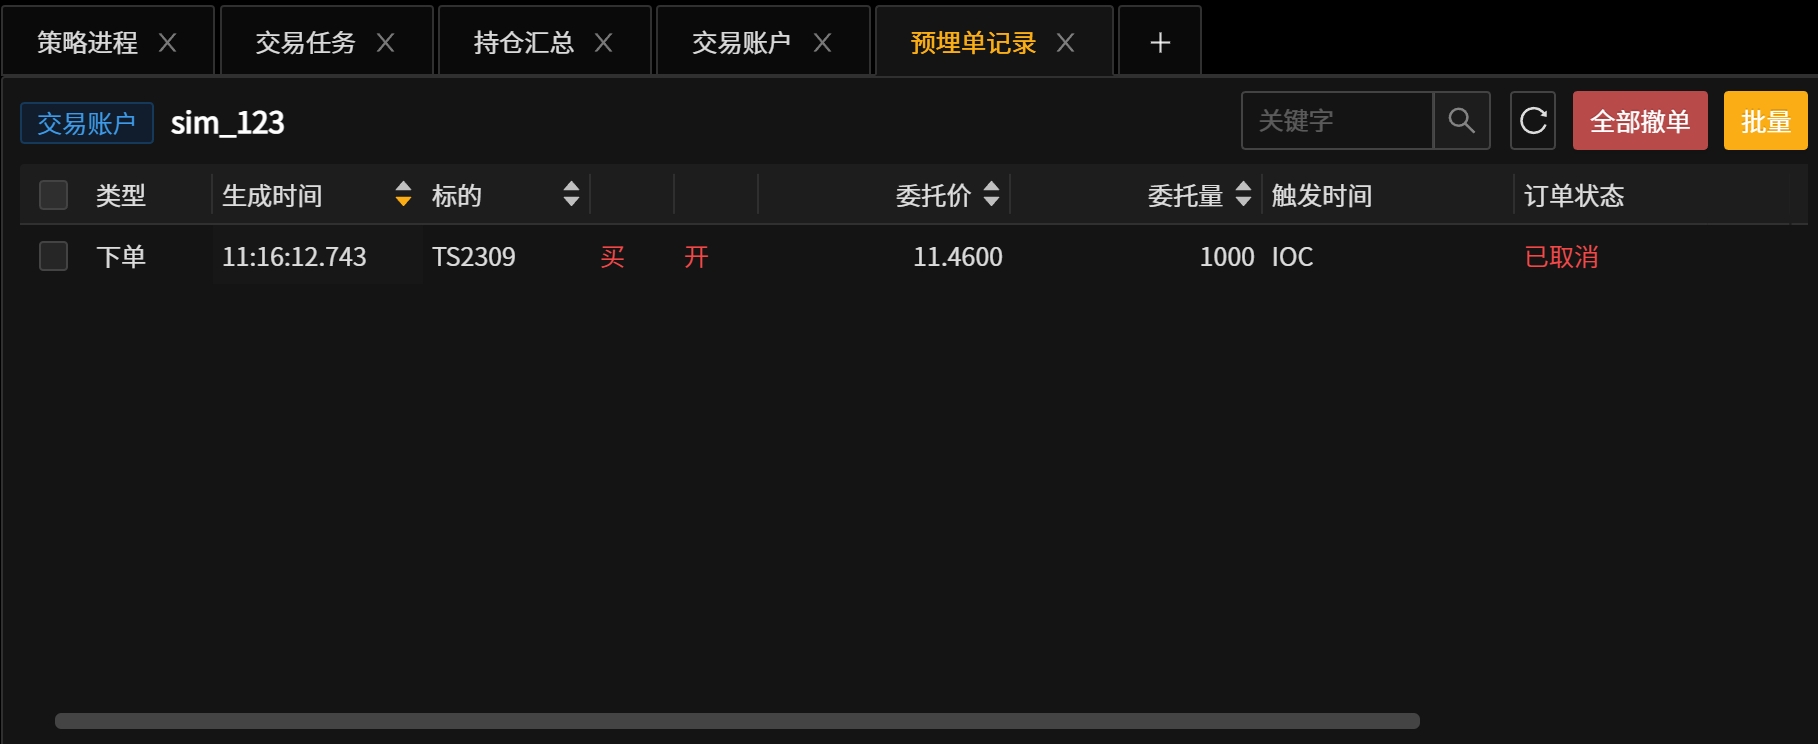 策略进程 交易任务 持仓汇总 交易账户 预埋单记录
交易账户 sim_123 关键字 全部撤单 批量
类型 生成时间 标的 委托价 委托量 触发时间 订单状态
下单 11:16:12.743 TS2309 买 开 11.4600 1000 IOC 已取消